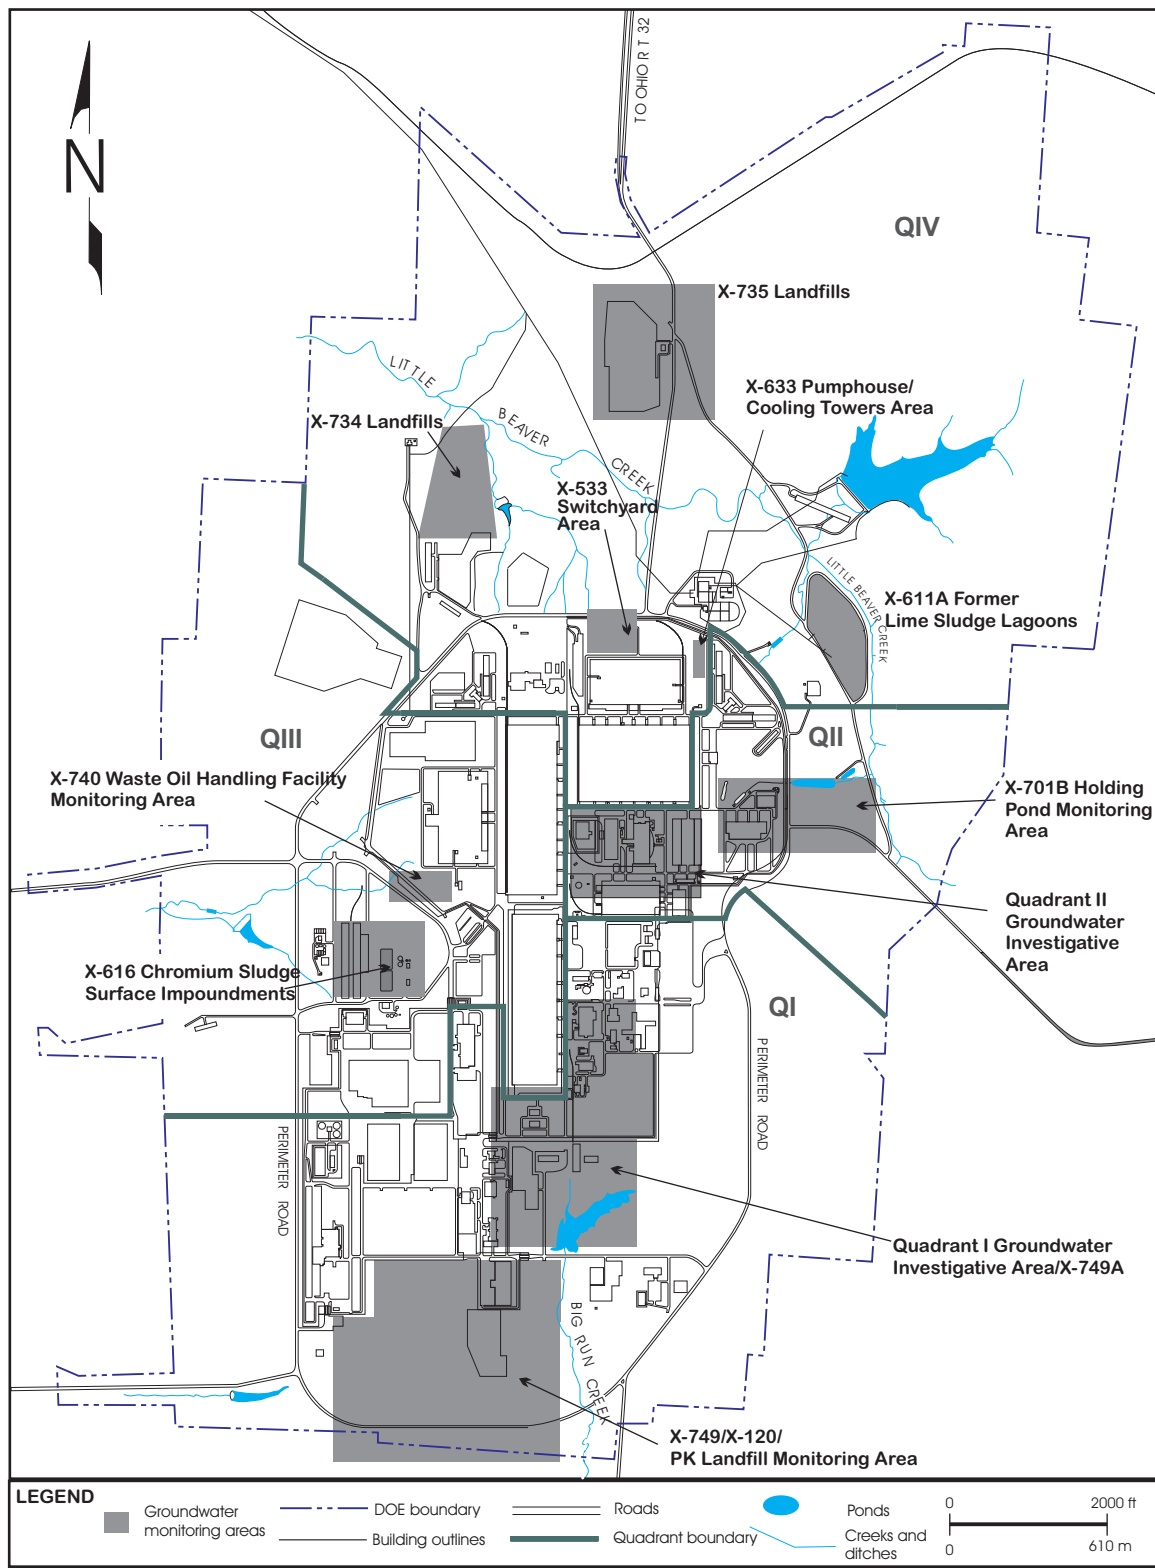 TO OHIO R T 32
N
QIV
X-735 Landfills
LITTLE BEAVER CREEK
X-633 Pumphouse/
Cooling Towers Area
X-734 Landfills
X-533
Switchyard
Area
LITTLE BEAVER CREEK
X-611A Former
Lime Sludge Lagoons
QIII
QII
X-740 Waste Oil Handling Facility
Monitoring Area
X-701B Holding
Pond Monitoring
Area
Quadrant II
Groundwater
Investigative
Area
X-616 Chromium Sludge
Surface Impoundments
QI
PERIMETER ROAD
PERIMETER ROAD
Quadrant I Groundwater
Investigative Area/X-749A
BIG RUN CREEK
X-749/X-120/
PK Landfill Monitoring Area
LEGEND
Groundwater
monitoring areas
DOE boundary
Building outlines
Roads
Quadrant boundary
Ponds
Creeks and
ditches
0 2000 ft
0 610 m